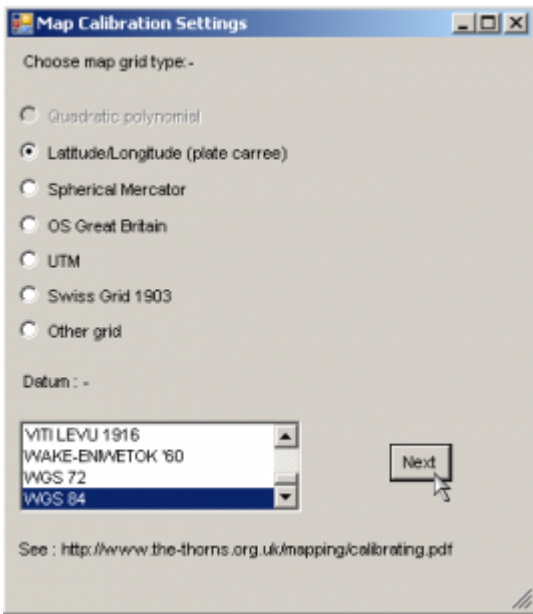 Map Calibration Settings
Choose map grid type:-
Quadratic polynomial
Latitude/Longitude (plate carree)
Spherical Mercator
OS Great Britain
UTM
Swiss Grid 1903
Other grid
Datum : -
VITI LEVU 1916
WAKE-ENIWETOK '60
WGS 72
WGS 84
Next
See : http://www.the-thorns.org.uk/mapping/calibrating.pdf